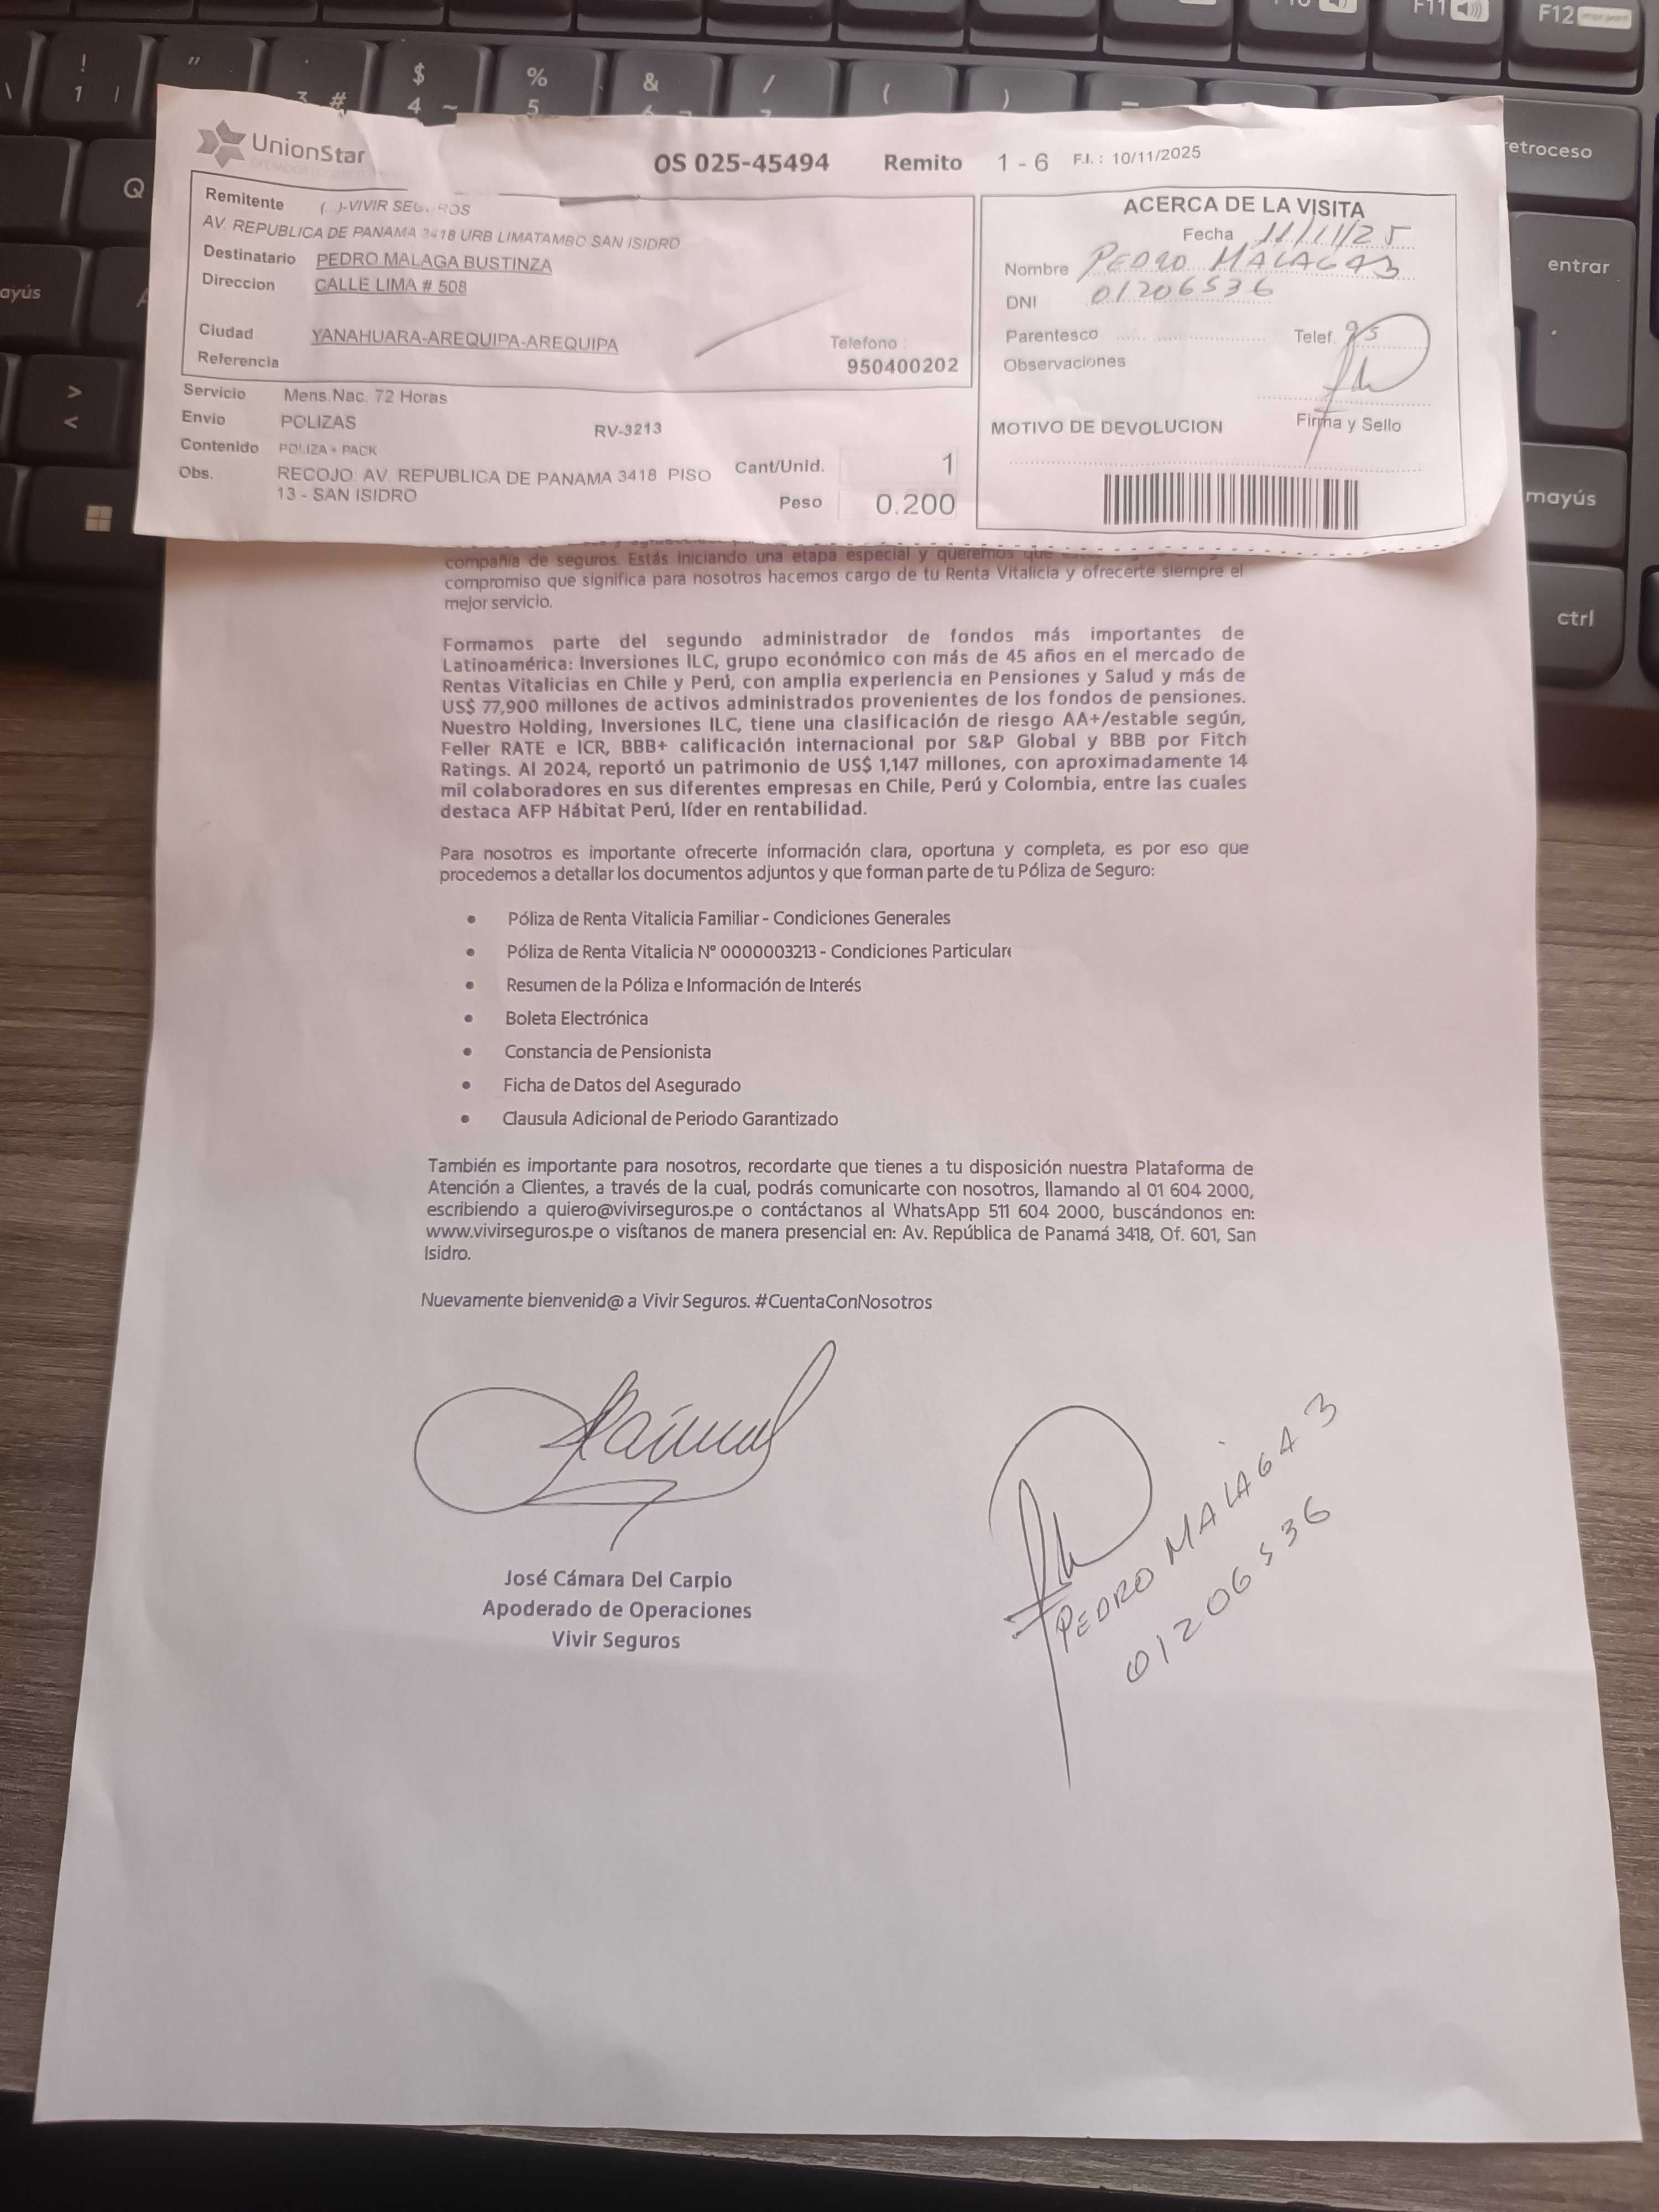 UnionStar
OS 025-45494 Remito 1 - 6 F.I. : 10/11/2025
Remitente
AV. REPUBLICA DE PANAMA 3418 URB LIMATAMBO SAN ISIDRO
Destinatario PEDRO MALAGA BUSTINZA
Direccion CALLE LIMA # 508
Ciudad YANAHUARA-AREQUIPA-AREQUIPA
Referencia
Telefono
950400202
Servicio Mens.Nac. 72 Horas
Envio POLIZAS RV-3213
Contenido POLIZA + PACK
Obs. RECOJO: AV. REPUBLICA DE PANAMA 3418 PISO
13 - SAN ISIDRO
Cant/Unid. 1
Peso 0.200
ACERCA DE LA VISITA
Fecha 11/11/25
Nombre PEDRO MALAGA B
DNI 01206536
Parentesco Telef. 95
Observaciones
Firma y Sello
MOTIVO DE DEVOLUCION
compañía de seguros. Estás iniciando una etapa especial y queremos que
compromiso que significa para nosotros hacernos cargo de tu Renta Vitalicia y ofrecerte siempre el
mejor servicio.
Formamos parte del segundo administrador de fondos más importantes de
Latinoamérica: Inversiones ILC, grupo económico con más de 45 años en el mercado de
Rentas Vitalicias en Chile y Perú, con amplia experiencia en Pensiones y Salud y más de
US$ 77,900 millones de activos administrados provenientes de los fondos de pensiones.
Nuestro Holding, Inversiones ILC, tiene una clasificación de riesgo AA+/estable según,
Feller RATE e ICR, BBB+ calificación internacional por S&P Global y BBB por Fitch
Ratings. Al 2024, reportó un patrimonio de US$ 1,147 millones, con aproximadamente 14
mil colaboradores en sus diferentes empresas en Chile, Perú y Colombia, entre las cuales
destaca AFP Hábitat Perú, líder en rentabilidad.
Para nosotros es importante ofrecerte información clara, oportuna y completa, es por eso que
procedemos a detallar los documentos adjuntos y que forman parte de tu Póliza de Seguro:
• Póliza de Renta Vitalicia Familiar - Condiciones Generales
• Póliza de Renta Vitalicia N° 0000003213 - Condiciones Particulare
• Resumen de la Póliza e Información de Interés
• Boleta Electrónica
• Constancia de Pensionista
• Ficha de Datos del Asegurado
• Clausula Adicional de Periodo Garantizado
También es importante para nosotros, recordarte que tienes a tu disposición nuestra Plataforma de
Atención a Clientes, a través de la cual, podrás comunicarte con nosotros, llamando al 01 604 2000,
escribiendo a quiero@vivirseguros.pe o contáctanos al WhatsApp 511 604 2000, buscándonos en:
www.vivirseguros.pe o visítanos de manera presencial en: Av. República de Panamá 3418, Of. 601, San
Isidro.
Nuevamente bienvenid@ a Vivir Seguros. #CuentaConNosotros
José Cámara Del Carpio
Apoderado de Operaciones
Vivir Seguros
PEDRO MALAGA B
01206536